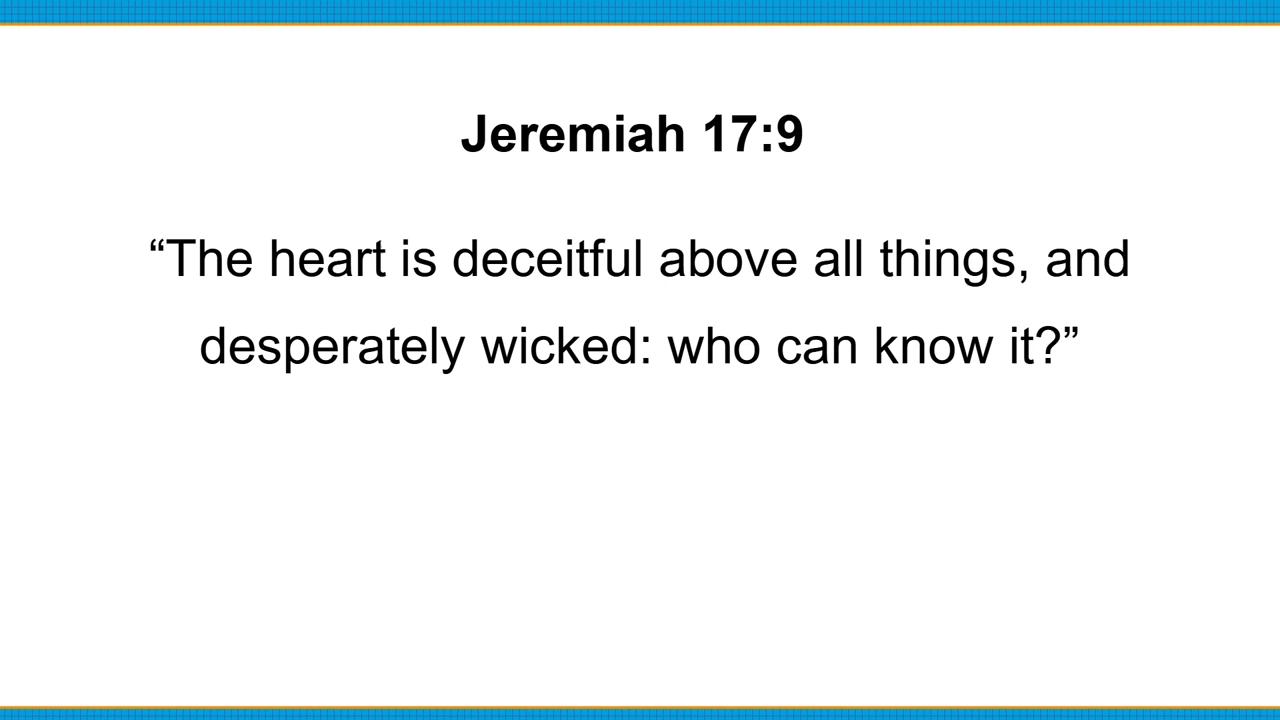 Jeremiah 17:9
“The heart is deceitful above all things, and
desperately wicked: who can know it?”